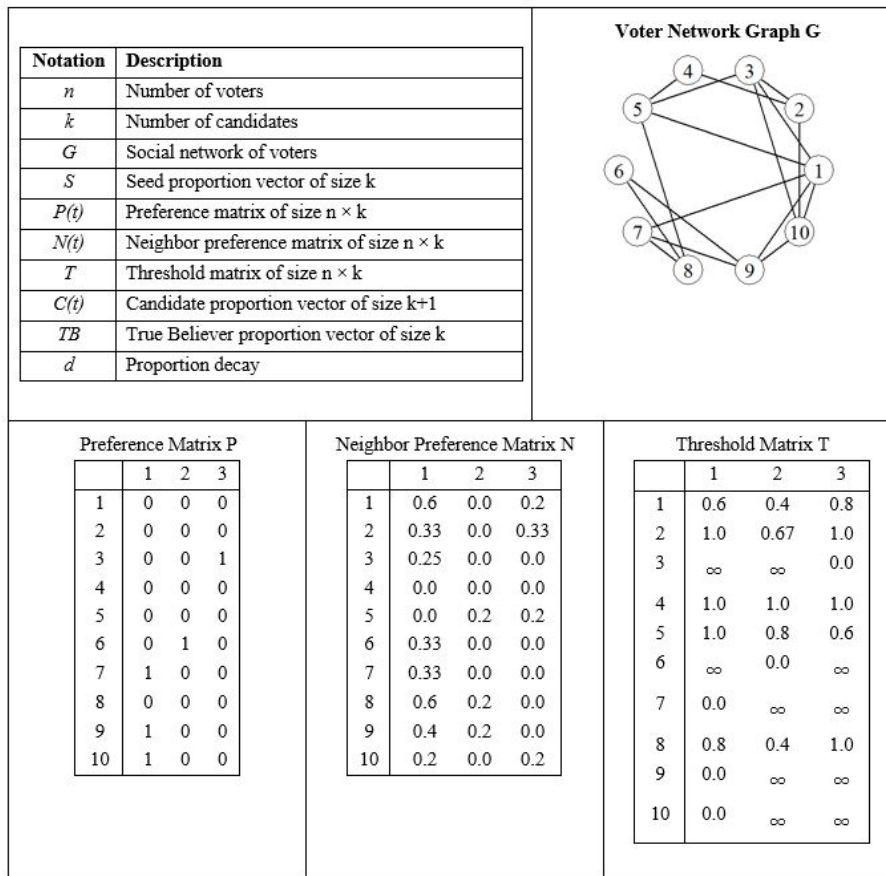 Notation Description
n Number of voters
k Number of candidates
G Social network of voters
S Seed proportion vector of size k
P(t) Preference matrix of size n × k
N(t) Neighbor preference matrix of size n × k
T Threshold matrix of size n × k
C(t) Candidate proportion vector of size k+1
TB True Believer proportion vector of size k
d Proportion decay
Voter Network Graph G
4 3
5 2
6 1
7 10
8 9
Preference Matrix P
1 2 3
1 0 0 0
2 0 0 0
3 0 0 1
4 0 0 0
5 0 0 0
6 0 1 0
7 1 0 0
8 0 0 0
9 1 0 0
10 1 0 0
Neighbor Preference Matrix N
1 2 3
1 0.6 0.0 0.2
2 0.33 0.0 0.33
3 0.25 0.0 0.0
4 0.0 0.0 0.0
5 0.0 0.2 0.2
6 0.33 0.0 0.0
7 0.33 0.0 0.0
8 0.6 0.2 0.0
9 0.4 0.2 0.0
10 0.2 0.0 0.2
Threshold Matrix T
1 2 3
1 0.6 0.4 0.8
2 1.0 0.67 1.0
3 ∞ ∞ 0.0
4 1.0 1.0 1.0
5 1.0 0.8 0.6
6 ∞ 0.0 ∞
7 0.0 ∞ ∞
8 0.8 0.4 1.0
9 0.0 ∞ ∞
10 0.0 ∞ ∞